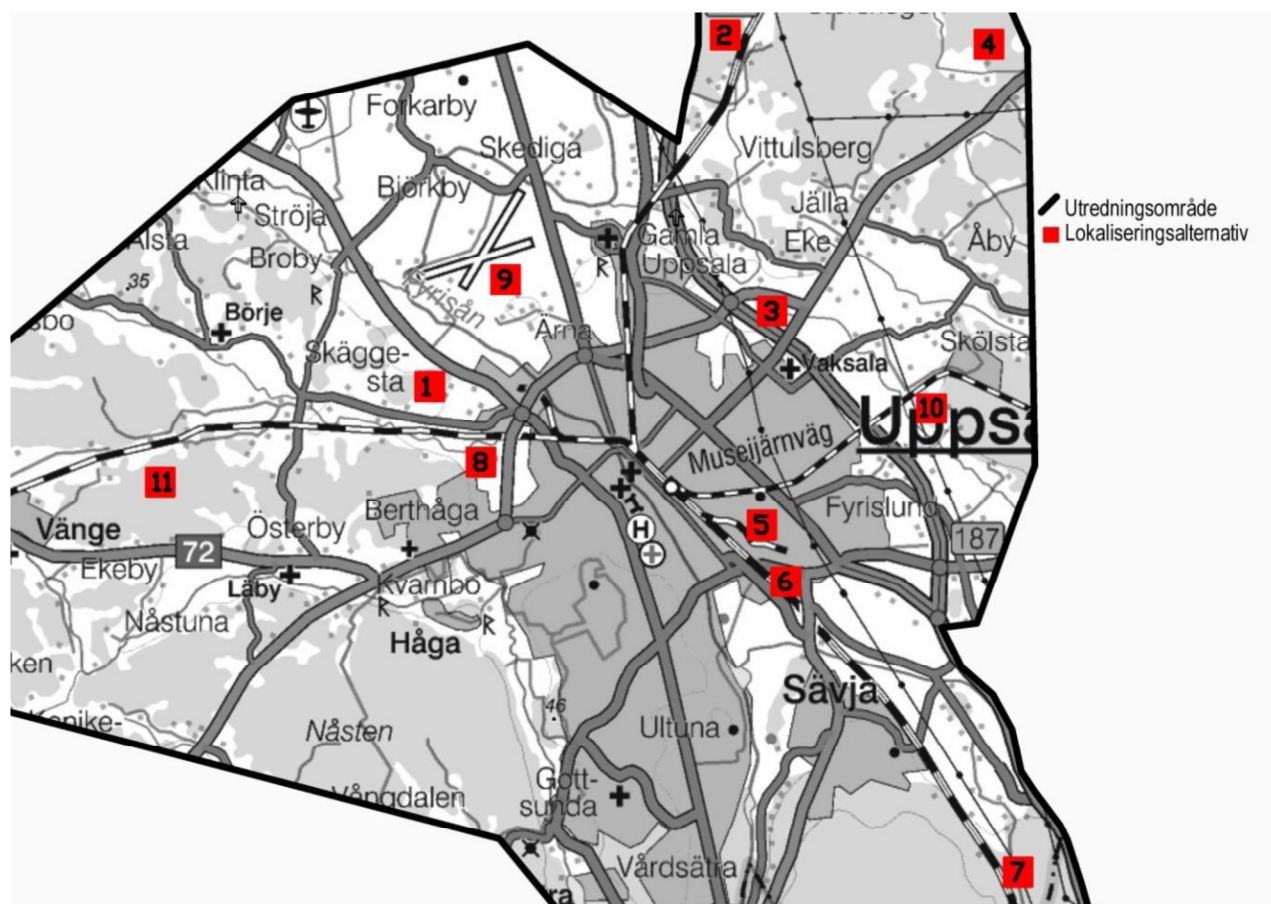 2
4
Forkarby
Skediga
Vittulsberg
Klinta
Björkby
Ströja
Jälla
Utredningsområde
Lokaliseringsalternativ
Alsta
Broby
Gamla
Uppsala
Eke
Åby
35
9
Fyrisån
Börje
3
Ärna
Skölsta
Skägge-
sta
1
Vaksala
10
Uppsa
8
Museijärnväg
11
Berthåga
Fyrislund
Vänge
Österby
5
H
187
72
Ekeby
Läby
Kvarnbo
6
Nåstuna
Håga
ken
Sävja
46
Nåsten
Ultuna
Vångdalen
Gott-
sunda
Vårdsätra
7